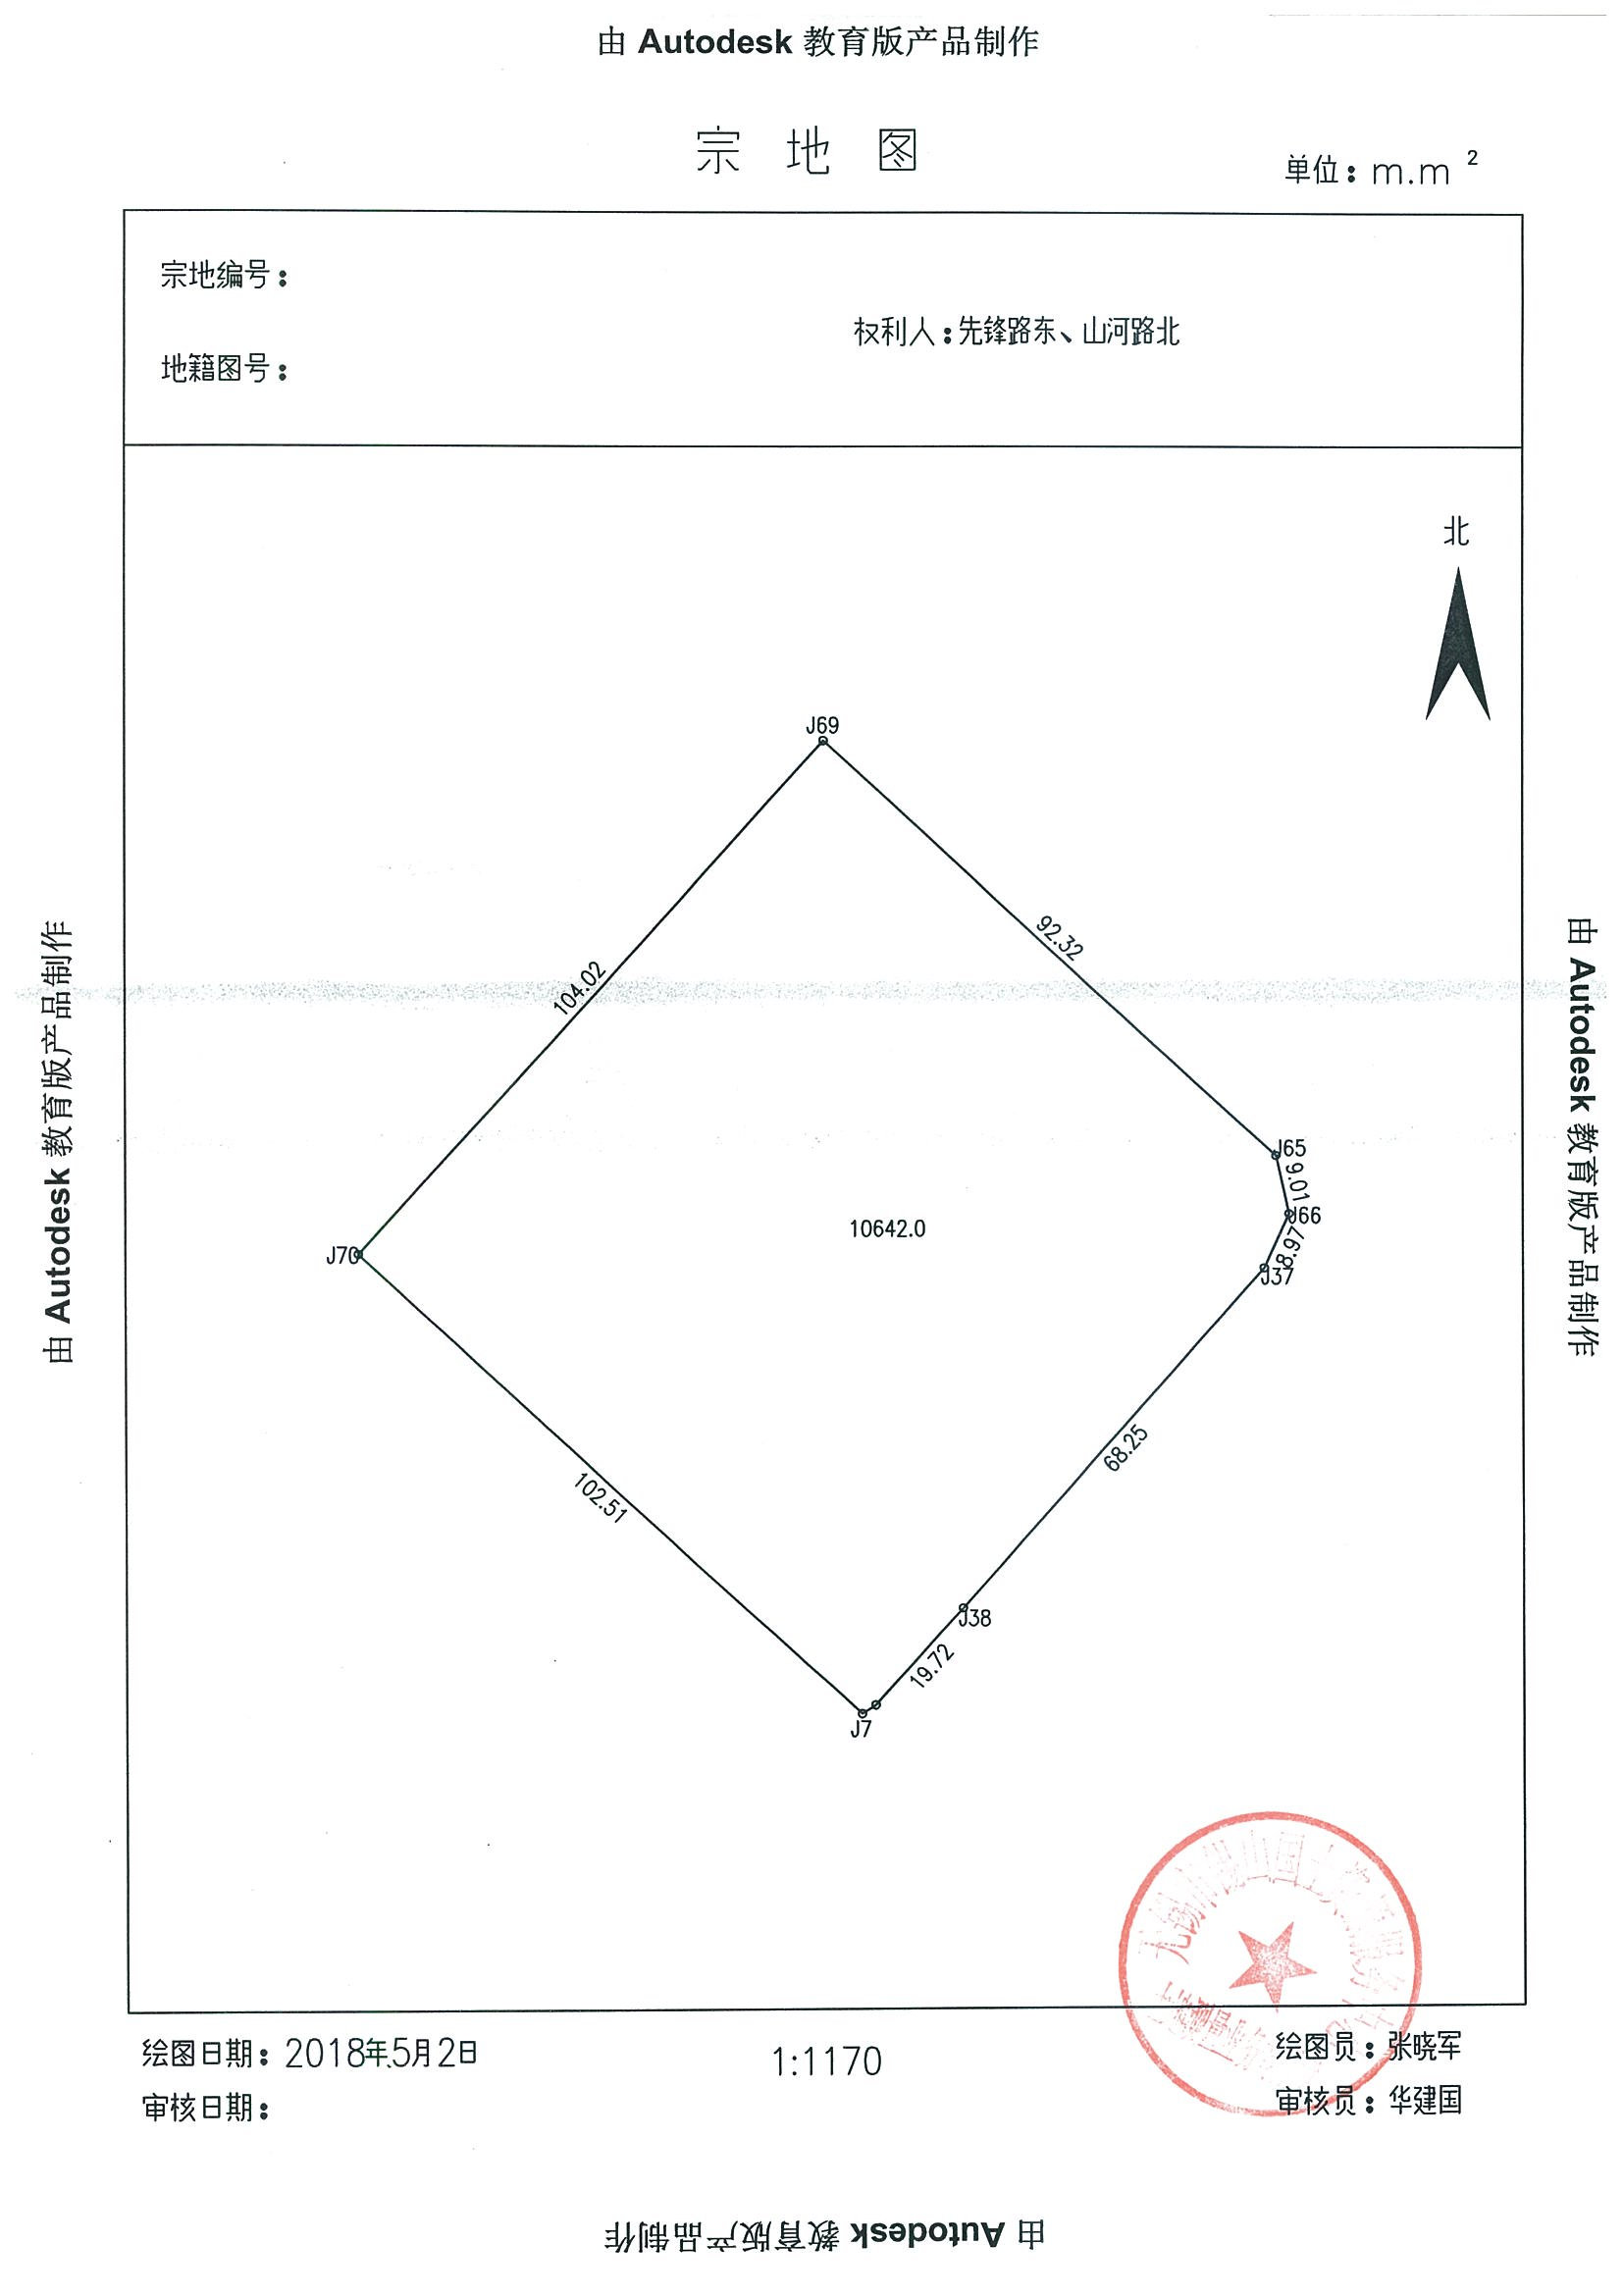 由 Autodesk 教育版产品制作
宗 地 图
单位：m.m²
宗地编号：
权利人：先锋路东、山河路北
地籍图号：
北
J69
92.32
104.02
J65
9.01
J66
8.97
J37
10642.0
J70
68.25
102.51
J38
19.72
J7
由 Autodesk 教育版产品制作
由 Autodesk 教育版产品制作
绘图日期：2018年5月2日
1:1170
绘图员：张晓军
审核日期：
审核员：华建国
由 Autodesk 教育版产品制作